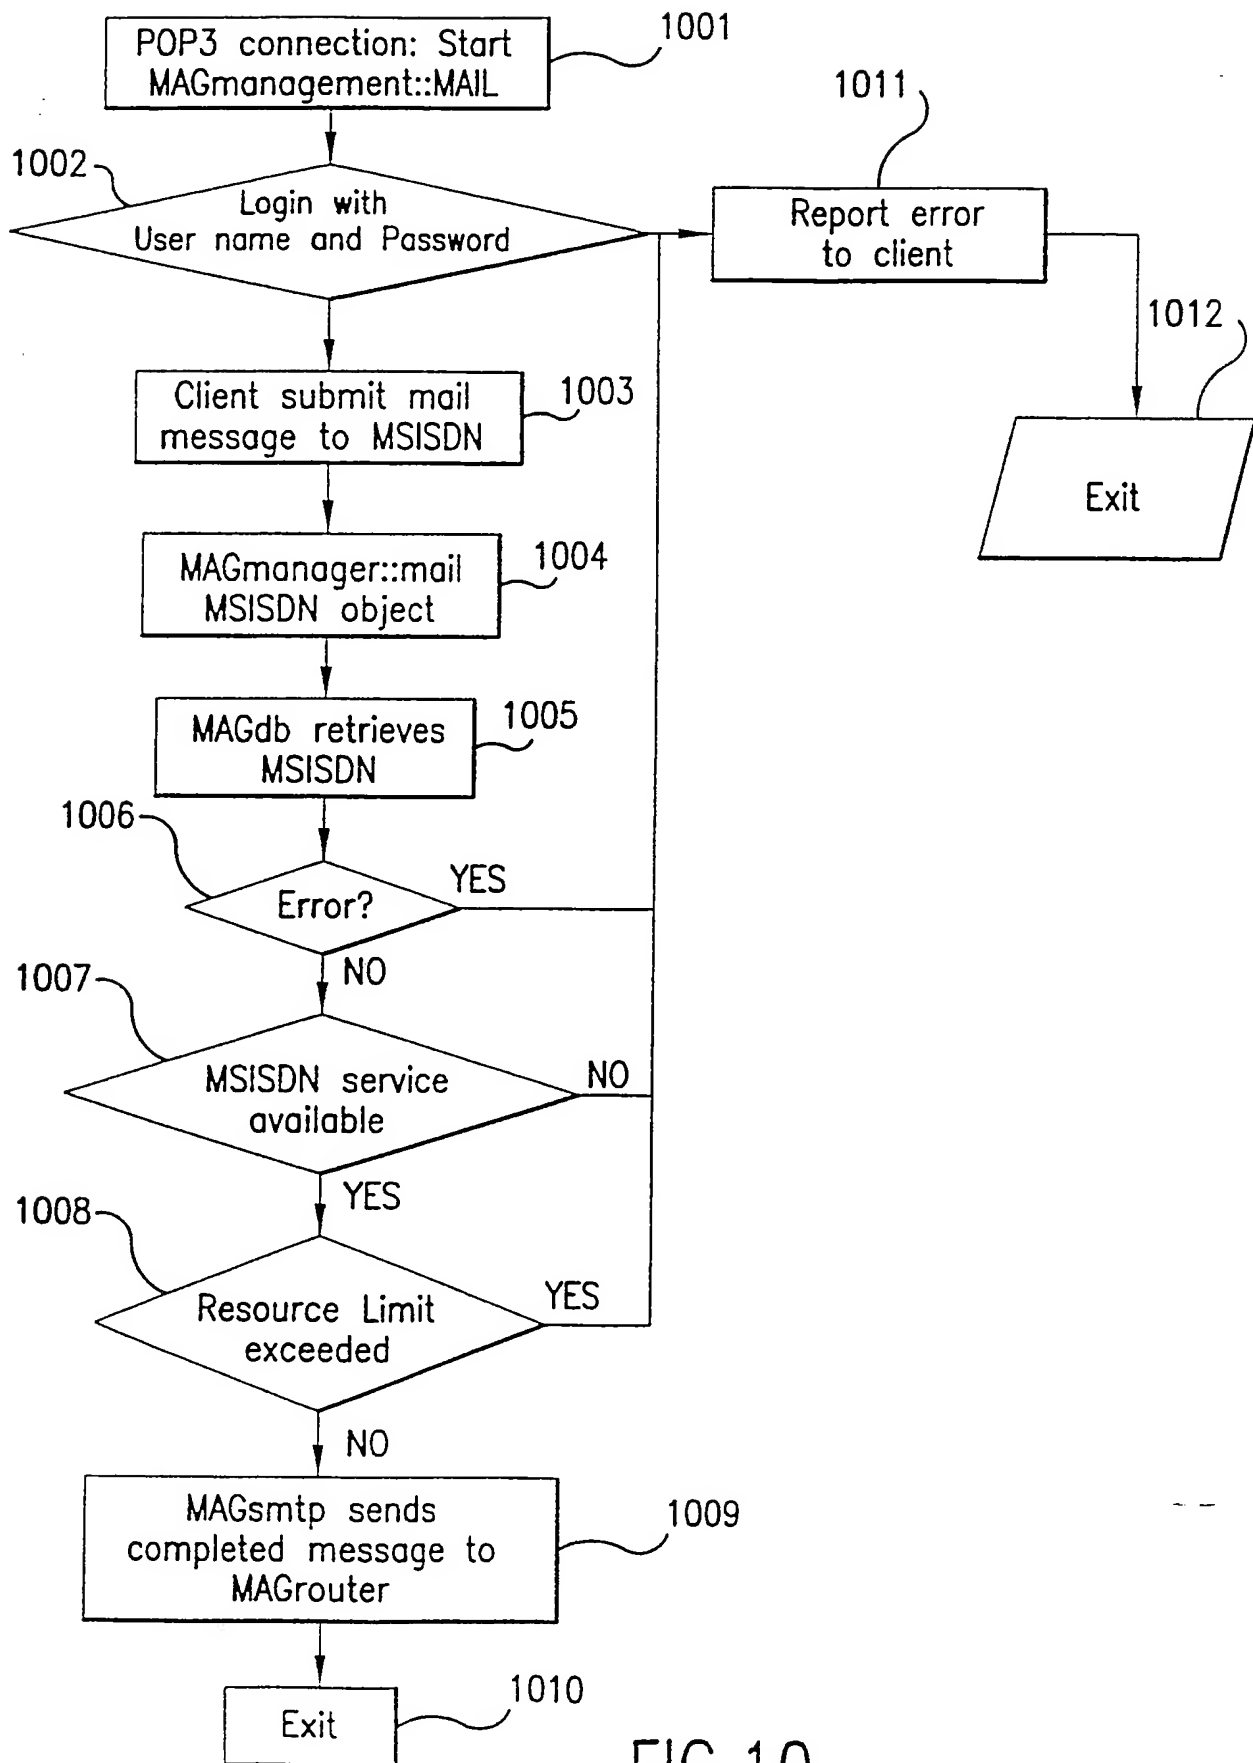 POP3 connection: Start
MAGmanagement::MAIL
1001
1011
1002
Login with
User name and Password
Report error
to client
1012
Exit
Client submit mail
message to MSISDN
1003
MAGmanager::mail
MSISDN object
1004
MAGdb retrieves
MSISDN
1005
1006
Error?
YES
NO
1007
MSISDN service
available
NO
YES
1008
Resource Limit
exceeded
YES
NO
MAGsmtp sends
completed message to
MAGrouter
1009
Exit
1010
FIG.10